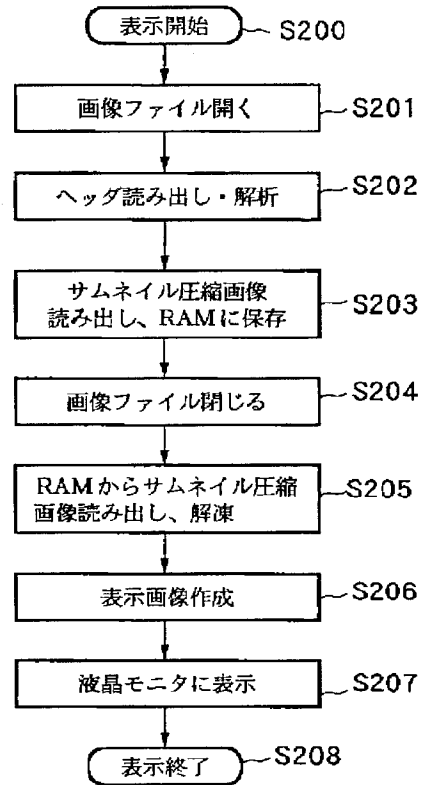 表示開始 S200
画像ファイル開く S201
ヘッダ読み出し・解析 S202
サムネイル圧縮画像
読み出し、RAMに保存 S203
画像ファイル閉じる S204
RAMからサムネイル圧縮 S205
画像読み出し、解凍
表示画像作成 S206
液晶モニタに表示 S207
表示終了 S208